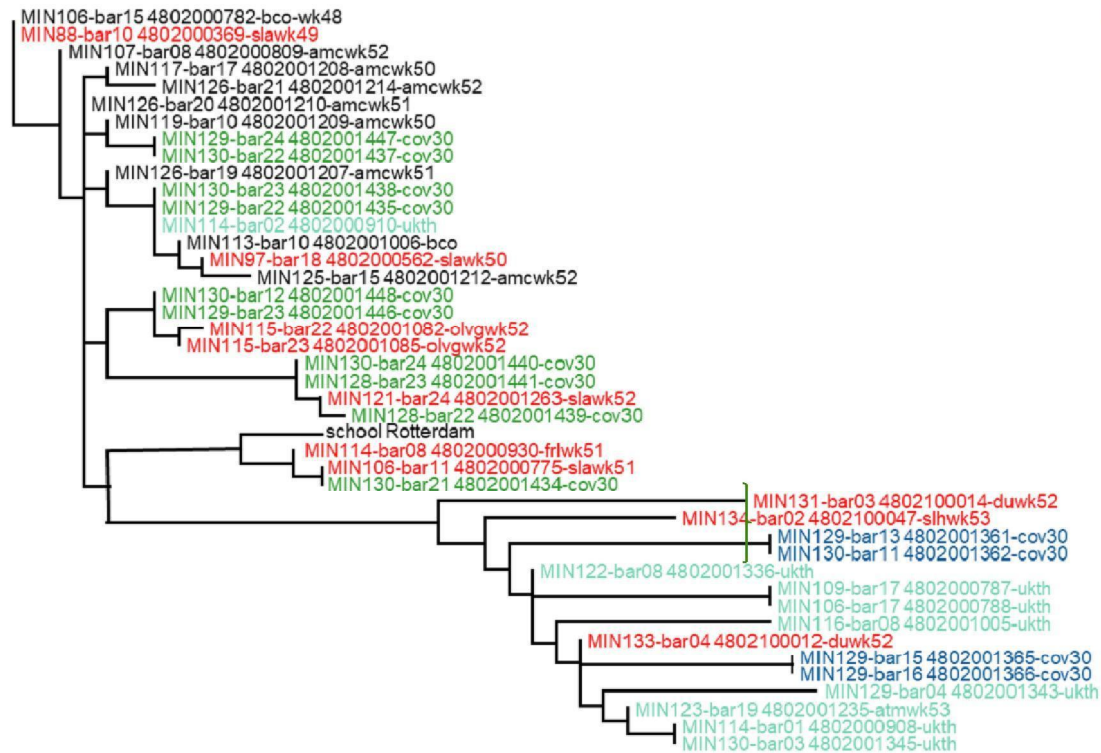 MIN106-bar15 4802000782-bco-wk48
MIN88-bar10 4802000369-slawk49
MIN107-bar08 4802000809-amcwk52
MIN117-bar17 4802001208-amcwk50
MIN126-bar21 4802001214-amcwk52
MIN126-bar20 4802001210-amcwk51
MIN119-bar10 4802001209-amcwk50
MIN129-bar24 4802001447-cov30
MIN130-bar22 4802001437-cov30
MIN126-bar19 4802001207-amcwk51
MIN130-bar23 4802001438-cov30
MIN129-bar22 4802001435-cov30
MIN114-bar02 4802000910-ukth
MIN113-bar10 4802001006-bco
MIN97-bar18 4802000562-slawk50
MIN125-bar15 4802001212-amcwk52
MIN130-bar12 4802001448-cov30
MIN129-bar23 4802001446-cov30
MIN115-bar22 4802001082-olvgwk52
MIN115-bar23 4802001085-olvgwk52
MIN130-bar24 4802001440-cov30
MIN128-bar23 4802001441-cov30
MIN121-bar24 4802001263-slawk52
MIN128-bar22 4802001439-cov30
school Rotterdam
MIN114-bar08 4802000930-frlwk51
MIN106-bar11 4802000775-slawk51
MIN130-bar21 4802001434-cov30
MIN131-bar03 4802100014-duwk52
MIN134-bar02 4802100047-slhwk53
MIN129-bar13 4802001361-cov30
MIN130-bar11 4802001362-cov30
MIN122-bar08 4802001336-ukth
MIN109-bar17 4802000787-ukth
MIN106-bar17 4802000788-ukth
MIN116-bar08 4802001005-ukth
MIN133-bar04 4802100012-duwk52
MIN129-bar15 4802001365-cov30
MIN129-bar16 4802001366-cov30
MIN129-bar04 4802001343-ukth
MIN123-bar19 4802001235-atmwk53
MIN114-bar01 4802000908-ukth
MIN130-bar03 4802001345-ukth